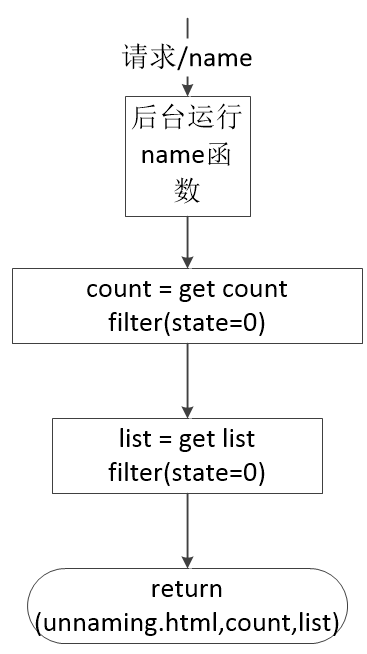 请求/name
后台运行
name函
数
count = get count
filter(state=0)
list = get list
filter(state=0)
return
(unnaming.html,count,list)